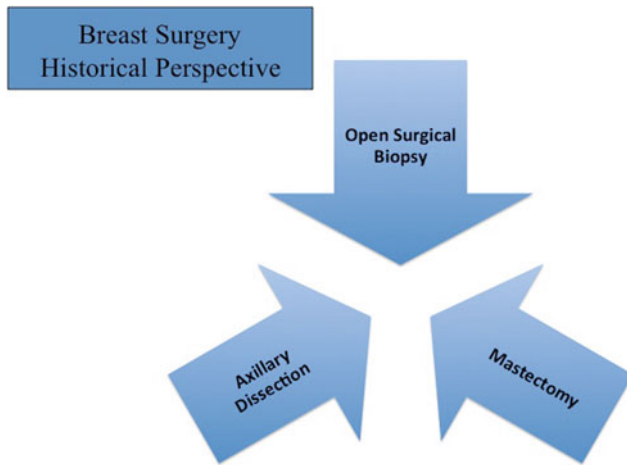 Breast Surgery
Historical Perspective
Open Surgical
Biopsy
Axillary
Dissection
Mastectomy